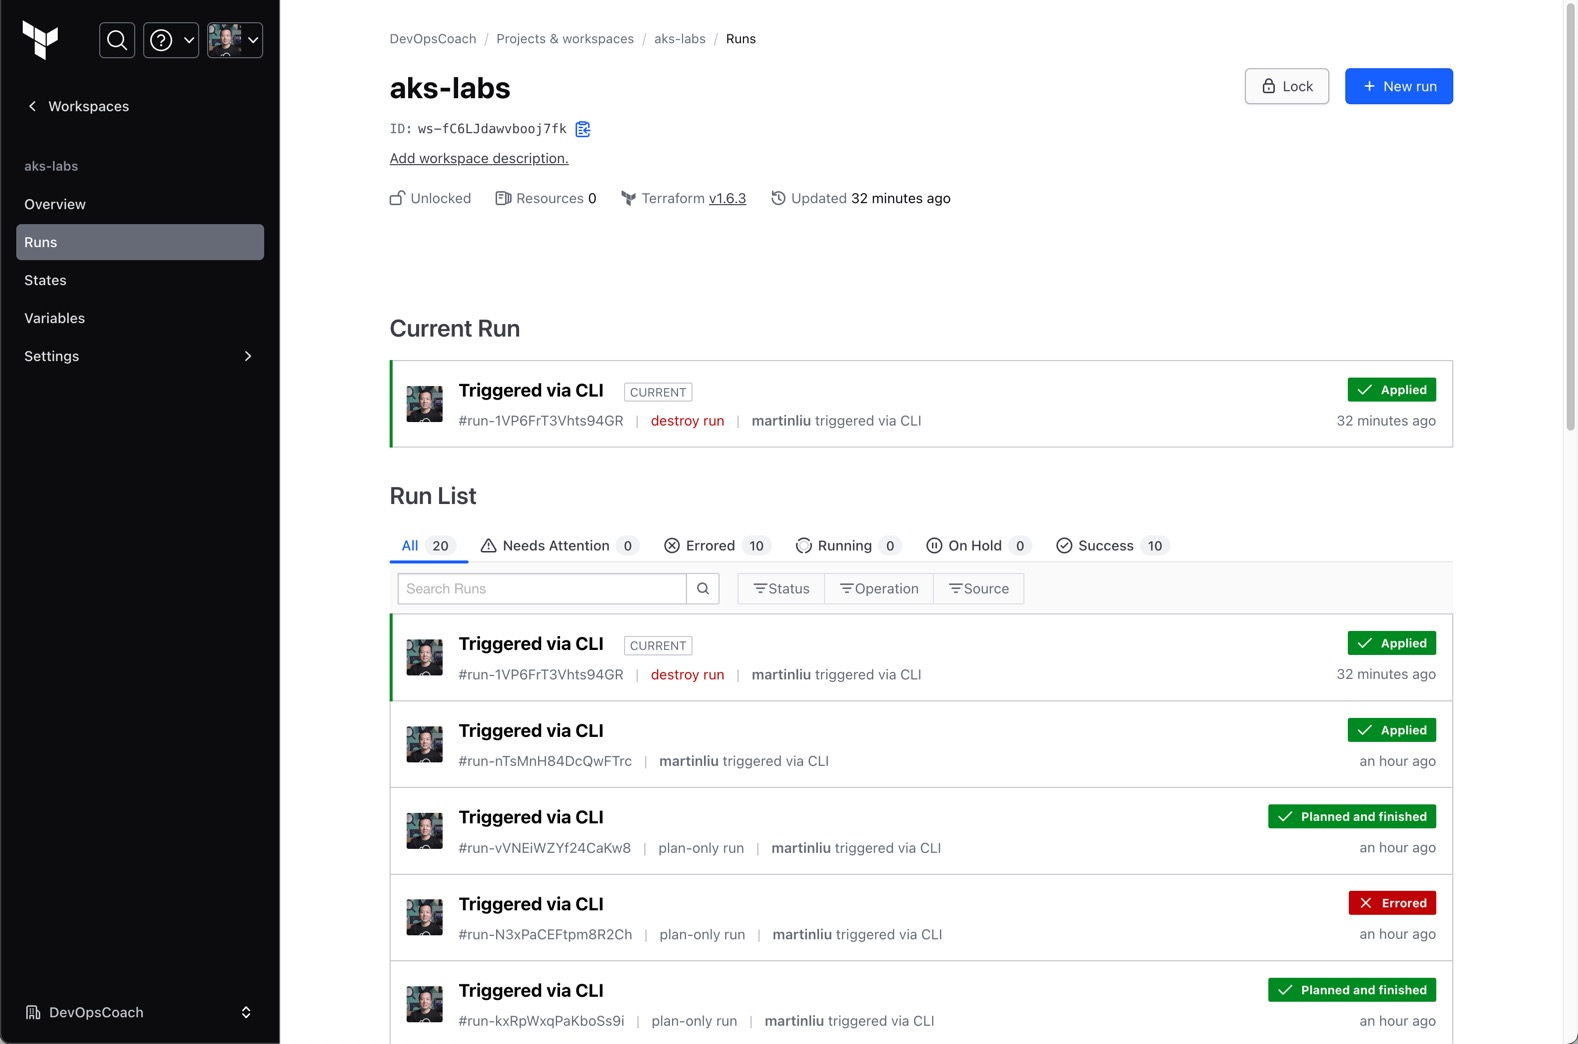 DevOpsCoach / Projects & workspaces / aks-labs / Runs
Workspaces
aks-labs
Overview
Runs
States
Variables
Settings
DevOpsCoach
aks-labs
Lock
+ New run
ID: ws-fC6LJdawvbooj7fk
Add workspace description.
Unlocked Resources 0 Terraform v1.6.3 Updated 32 minutes ago
Current Run
Triggered via CLI CURRENT Applied
#run-1VP6FrT3Vhts94GR | destroy run | martinliu triggered via CLI 32 minutes ago
Run List
All 20 Needs Attention 0 Errored 10 Running 0 On Hold 0 Success 10
Search Runs Status Operation Source
Triggered via CLI CURRENT Applied
#run-1VP6FrT3Vhts94GR | destroy run | martinliu triggered via CLI 32 minutes ago
Triggered via CLI Applied
#run-nTsMnH84DcQwFTrc | martinliu triggered via CLI an hour ago
Triggered via CLI Planned and finished
#run-vVNEiWZYf24CaKw8 | plan-only run | martinliu triggered via CLI an hour ago
Triggered via CLI Errored
#run-N3xPaCEFtpm8R2Ch | plan-only run | martinliu triggered via CLI an hour ago
Triggered via CLI Planned and finished
#run-kxRpWxqPaKboSs9i | plan-only run | martinliu triggered via CLI an hour ago